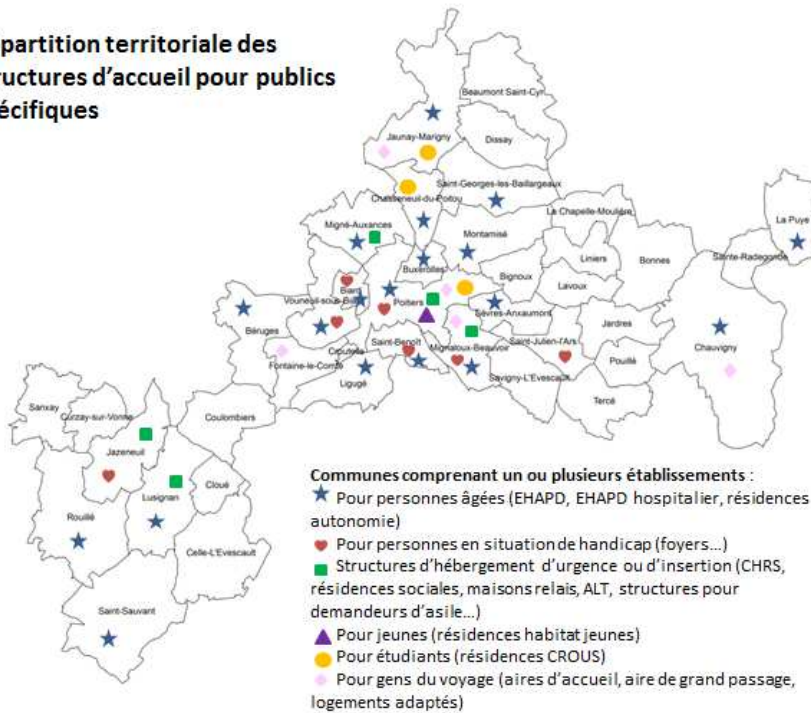 partition territoriale des
ructures d'accueil pour publics
écifiques
Beaumont Saint-Cyr
Jaunay-Marigny
Dissay
Saint-Georges-les-Baillargeaux
Chasseneuil-du-Poitou
La Chapelle-Moulière
La Puye
Migné-Auxances
Montamisé
Liniers
Bonnes
Sainte-Radegonde
Buxerolles
Bignoux
Lavoux
Biard
Vouneuil-sous-Biard
Poitiers
Sèvres-Anxaumont
Béruges
Jardres
Chauvigny
Saint-Benoît
Mignaloux-Beauvoir
Saint-Julien-l'Ars
Croutelle
Fontaine-le-Comte
Pouillé
Ligugé
Savigny-L'Evescault
Tercé
Sanxay
Curzay-sur-Vonne
Coulombiers
Jazeneuil
Cloué
Lusignan
Rouillé
Celle-L'Evescault
Saint-Sauvant
Communes comprenant un ou plusieurs établissements :
Pour personnes âgées (EHAPD, EHAPD hospitalier, résidences
autonomie)
Pour personnes en situation de handicap (foyers...)
Structures d'hébergement d'urgence ou d'insertion (CHRS,
résidences sociales, maisons relais, ALT, structures pour
demandeurs d'asile...)
Pour jeunes (résidences habitat jeunes)
Pour étudiants (résidences CROUS)
Pour gens du voyage (aires d'accueil, aire de grand passage,
logements adaptés)